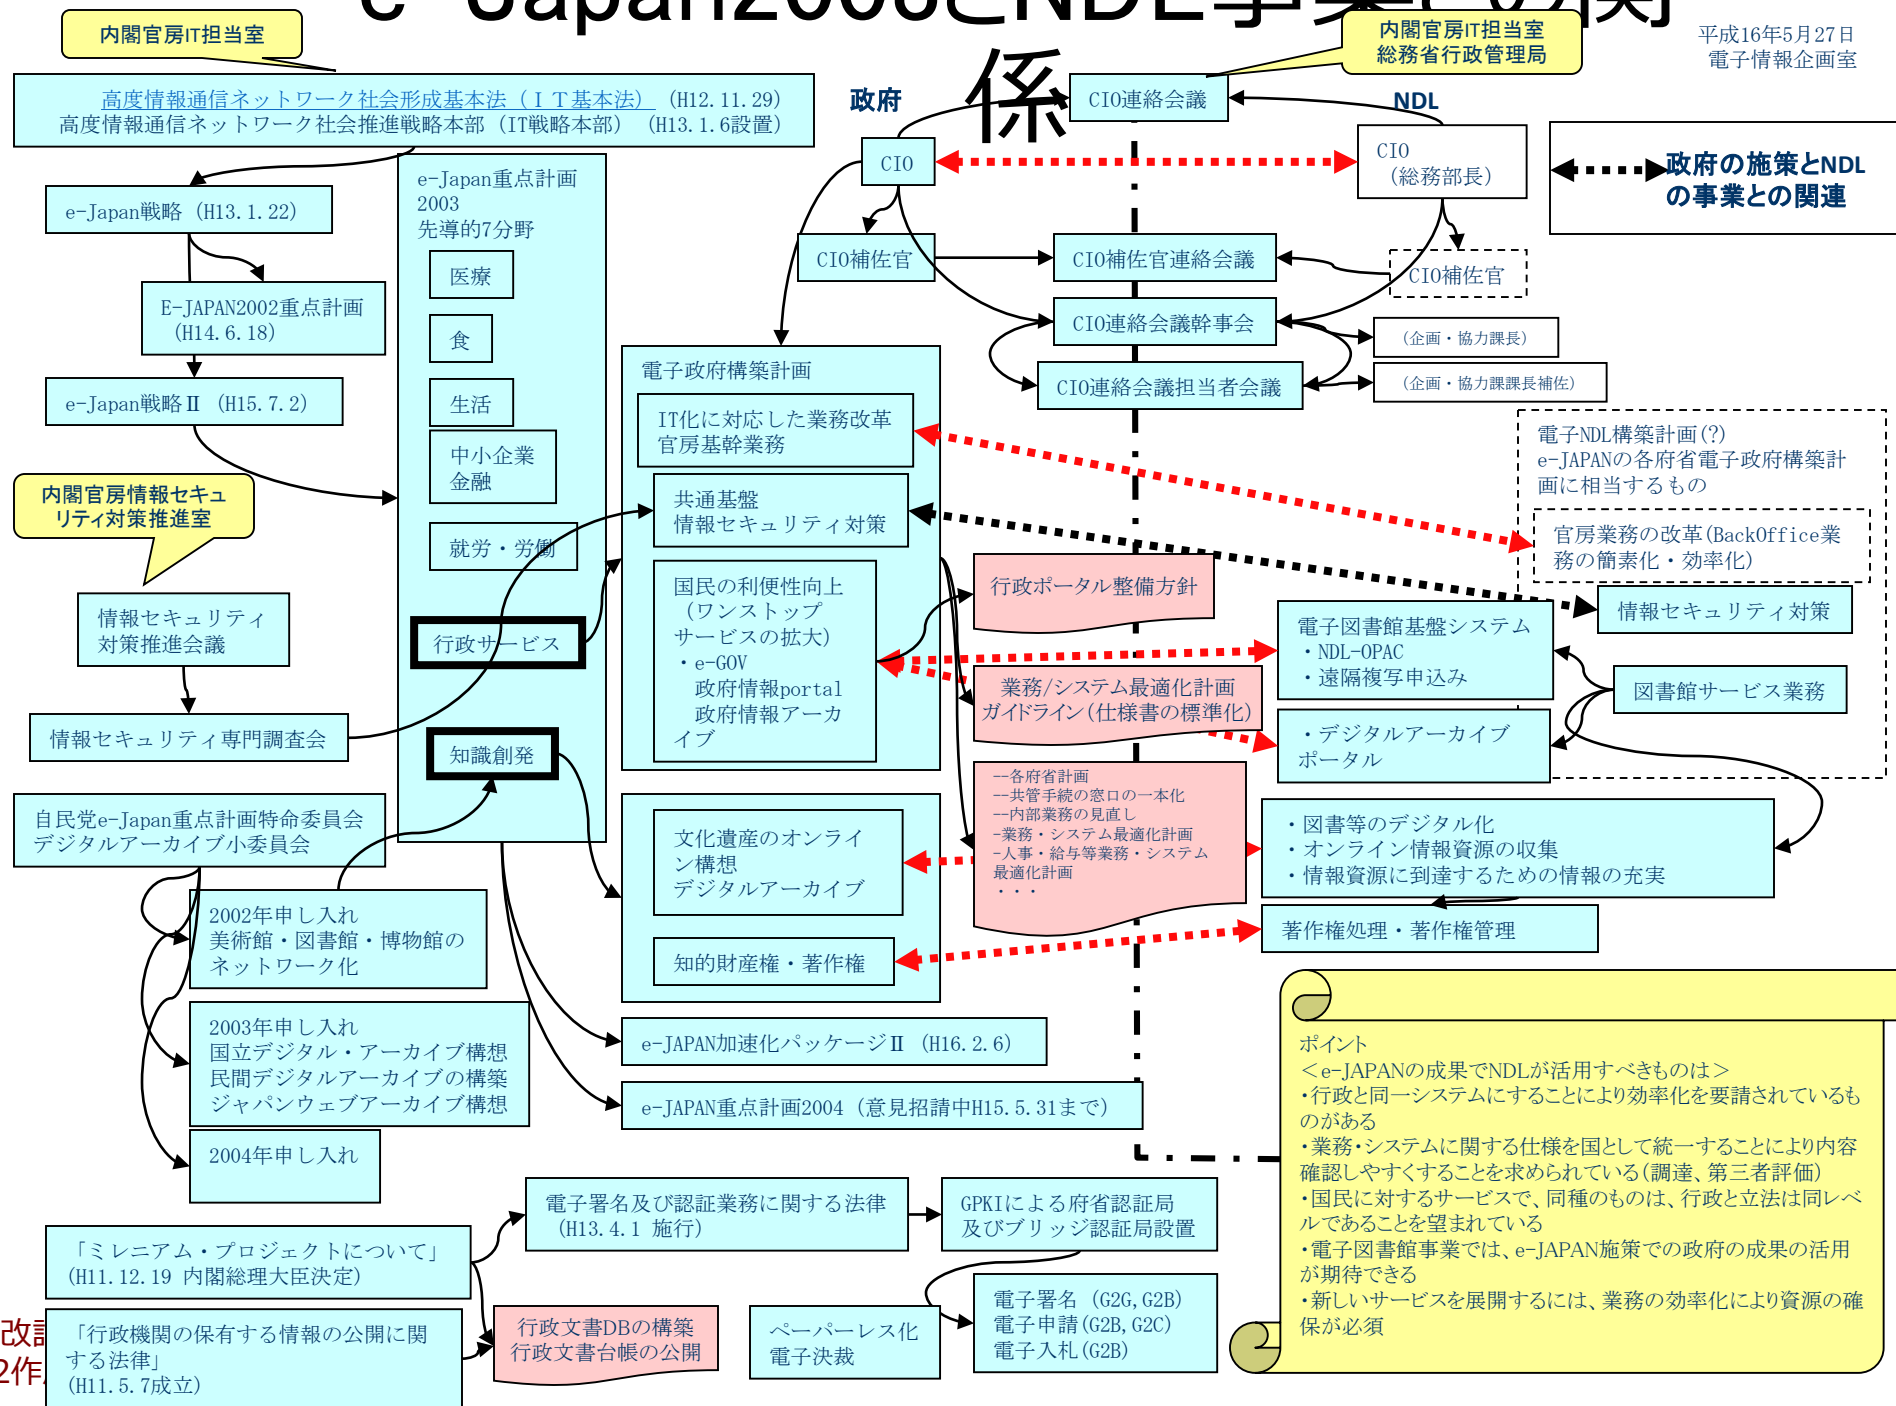 e-Japan2003とNDL事業との関
係
平成16年5月27日
電子情報企画室
内閣官房IT担当室
内閣官房IT担当室
総務省行政管理局
高度情報通信ネットワーク社会形成基本法（ＩＴ基本法）（H12.11.29）
高度情報通信ネットワーク社会推進戦略本部（IT戦略本部）（H13.1.6設置）
政府
NDL
CIO連絡会議
CIO
CIO
（総務部長）
政府の施策とNDL
の事業との関連
e-Japan戦略（H13.1.22）
E-JAPAN2002重点計画
（H14.6.18）
e-Japan戦略Ⅱ（H15.7.2）
e-Japan重点計画
2003
先導的7分野
医療
食
生活
中小企業
金融
就労・労働
行政サービス
知識創発
CIO補佐官
CIO補佐官連絡会議
CIO補佐官
CIO連絡会議幹事会
（企画・協力課長）
CIO連絡会議担当者会議
（企画・協力課課長補佐）
内閣官房情報セキュ
リティ対策推進室
情報セキュリティ
対策推進会議
情報セキュリティ専門調査会
電子政府構築計画
IT化に対応した業務改革
官房基幹業務
共通基盤
情報セキュリティ対策
国民の利便性向上
（ワンストップ
サービスの拡大）
・e-GOV
政府情報portal
政府情報アーカ
イブ
行政ポータル整備方針
業務/システム最適化計画
ガイドライン（仕様書の標準化）
--各府省計画
--共管手続の窓口の一本化
--内部業務の見直し
-業務・システム最適化計画
-人事・給与等業務・システム
最適化計画
・・・
電子NDL構築計画(?)
e-JAPANの各府省電子政府構築計
画に相当するもの
官房業務の改革(BackOffice業
務の簡素化・効率化)
情報セキュリティ対策
電子図書館基盤システム
・NDL-OPAC
・遠隔複写申込み
図書館サービス業務
・デジタルアーカイブ
ポータル
・図書等のデジタル化
・オンライン情報資源の収集
・情報資源に到達するための情報の充実
著作権処理・著作権管理
自民党e-Japan重点計画特命委員会
デジタルアーカイブ小委員会
2002年申し入れ
美術館・図書館・博物館の
ネットワーク化
2003年申し入れ
国立デジタル・アーカイブ構想
民間デジタルアーカイブの構築
ジャパンウェブアーカイブ構想
2004年申し入れ
文化遺産のオンライ
ン構想
デジタルアーカイブ
知的財産権・著作権
e-JAPAN加速化パッケージⅡ（H16.2.6）
e-JAPAN重点計画2004（意見招請中H15.5.31まで）
ポイント
＜e-JAPANの成果でNDLが活用すべきものは＞
・行政と同一システムにすることにより効率化を要請されているも
のがある
・業務・システムに関する仕様を国として統一することにより内容
確認しやすくすることを求められている（調達、第三者評価）
・国民に対するサービスで、同種のものは、行政と立法は同レベ
ルであることを望まれている
・電子図書館事業では、e-JAPAN施策での政府の成果の活用
が期待できる
・新しいサービスを展開するには、業務の効率化により資源の確
保が必須
電子署名及び認証業務に関する法律
（H13.4.1 施行）
GPKIによる府省認証局
及びブリッジ認証局設置
「ミレニアム・プロジェクトについて」
(H11.12.19 内閣総理大臣決定)
「行政機関の保有する情報の公開に関
する法律」
(H11.5.7成立)
行政文書DBの構築
行政文書台帳の公開
ペーパーレス化
電子決裁
電子署名（G2G,G2B）
電子申請(G2B,G2C)
電子入札(G2B)
改訂
2作